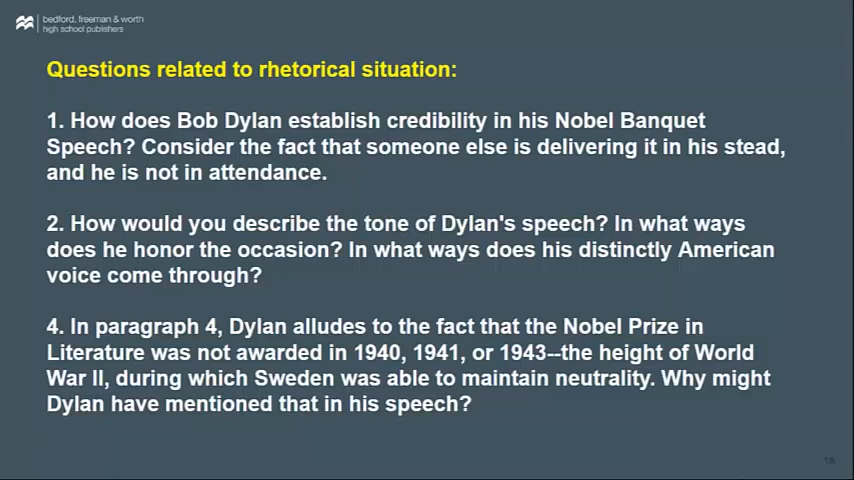 bedford, freeman & worth
high school publishers
Questions related to rhetorical situation:
1. How does Bob Dylan establish credibility in his Nobel Banquet
Speech? Consider the fact that someone else is delivering it in his stead,
and he is not in attendance.
2. How would you describe the tone of Dylan's speech? In what ways
does he honor the occasion? In what ways does his distinctly American
voice come through?
4. In paragraph 4, Dylan alludes to the fact that the Nobel Prize in
Literature was not awarded in 1940, 1941, or 1943--the height of World
War II, during which Sweden was able to maintain neutrality. Why might
Dylan have mentioned that in his speech?